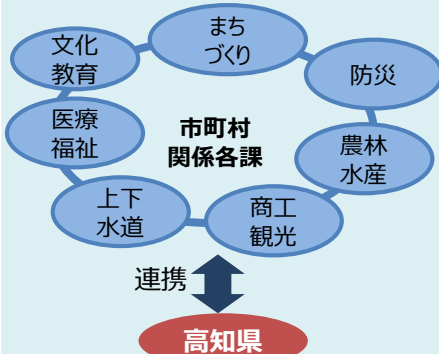 まち
づくり
文化
教育
防災
医療
福祉
市町村
関係各課
農林
水産
上下
水道
商工
観光
連携
高知県